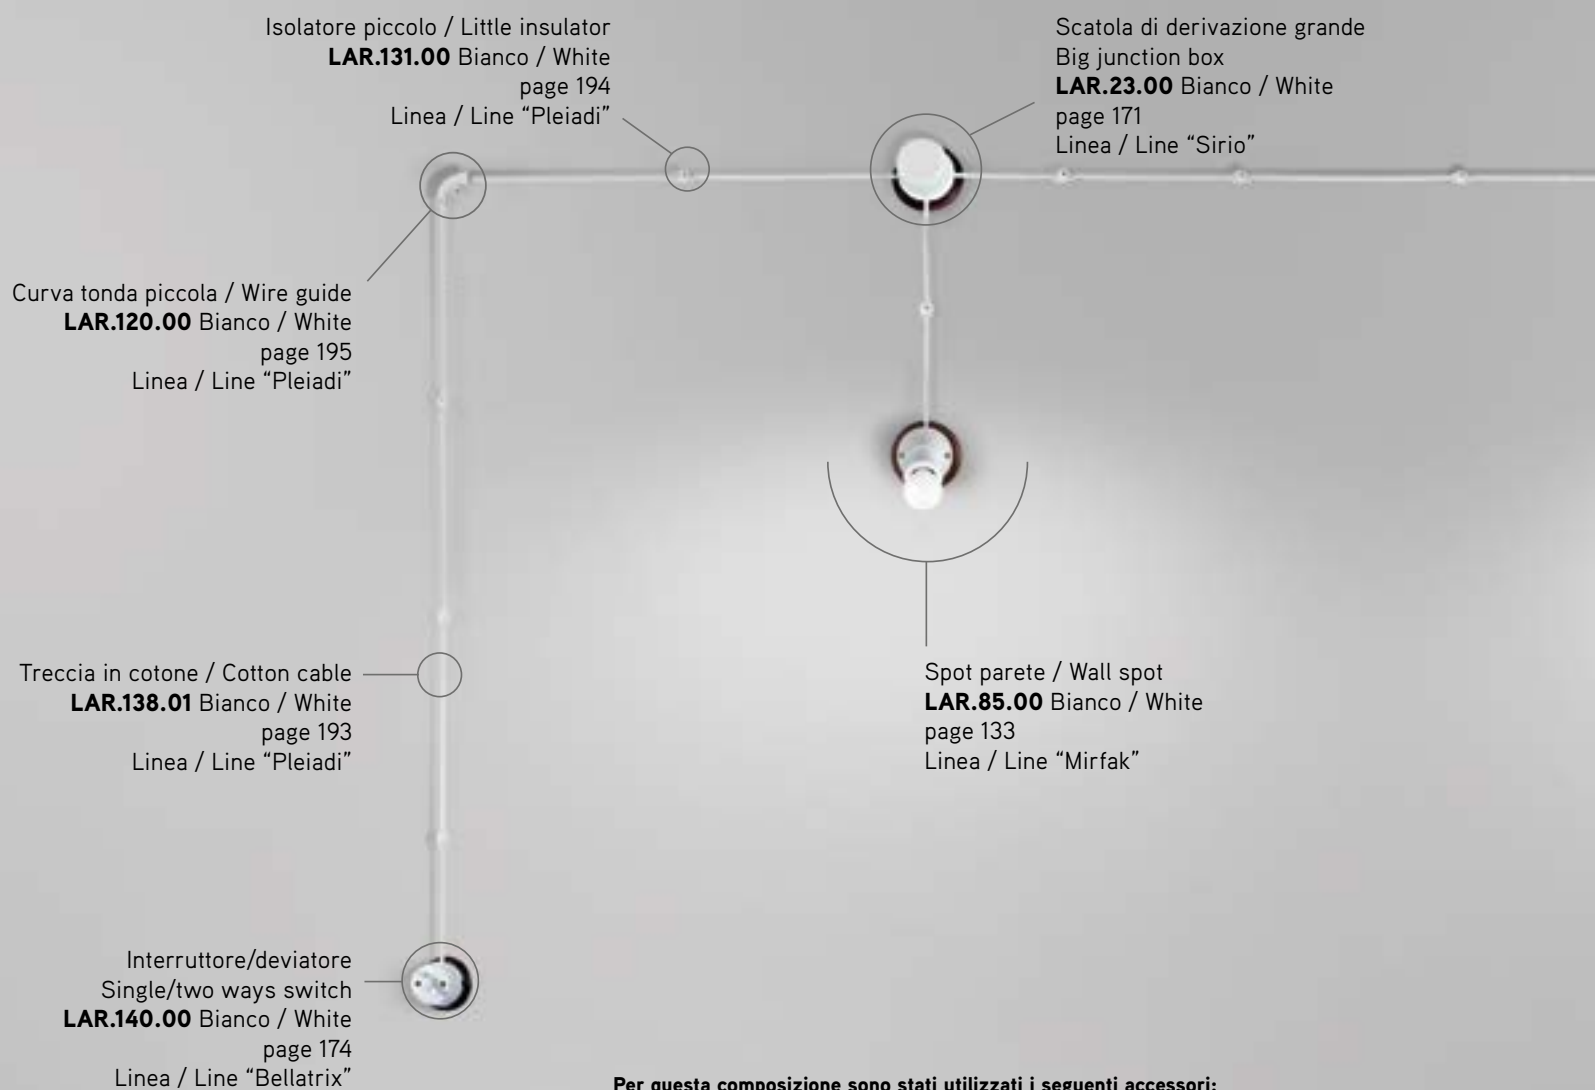 Isolatore piccolo / Little insulator
LAR.131.00 Bianco / White
page 194
Linea / Line “Pleiadi”
Scatola di derivazione grande
Big junction box
LAR.23.00 Bianco / White
page 171
Linea / Line “Sirio”
Curva tonda piccola / Wire guide
LAR.120.00 Bianco / White
page 195
Linea / Line “Pleiadi”
Treccia in cotone / Cotton cable
LAR.138.01 Bianco / White
page 193
Linea / Line “Pleiadi”
Spot parete / Wall spot
LAR.85.00 Bianco / White
page 133
Linea / Line “Mirfak”
Interruttore/deviatore
Single/two ways switch
LAR.140.00 Bianco / White
page 174
Linea / Line “Bellatrix”
Per questa composizione sono stati utilizzati i seguenti accessori: